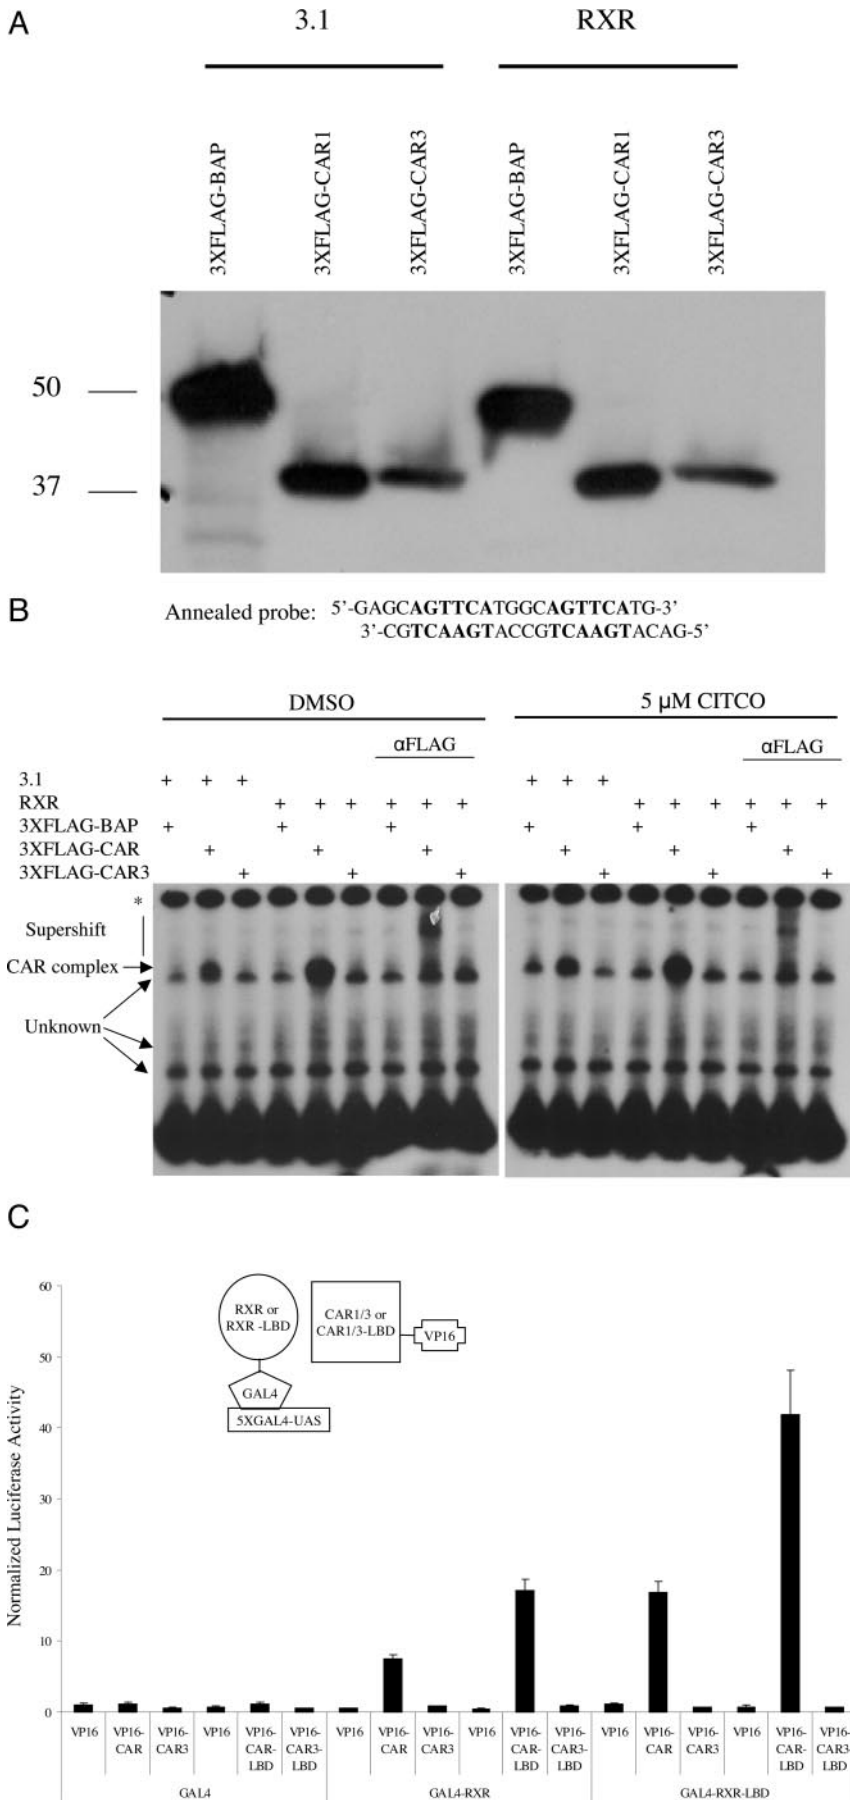 A
3.1 RXR
3XFLAG-BAP 3XFLAG-CAR1 3XFLAG-CAR3 3XFLAG-BAP 3XFLAG-CAR1 3XFLAG-CAR3
50
37
B
Annealed probe: 5’-GAGCAGTTCATGGCAGTTCATG-3’
3’-CGTCAAGTACCGTCAAGTACAG-5’
DMSO 5 µM CITCO
αFLAG αFLAG
3.1 + + + + + +
RXR + + + + + + + + + + + +
3XFLAG-BAP + + + + + +
3XFLAG-CAR + + + + + +
3XFLAG-CAR3 + + + + + +
*
Supershift
CAR complex
Unknown
C
Normalized Luciferase Activity
60
50
40
30
20
10
0
RXR or
RXR -LBD
GAL4
5XGAL4-UAS
CAR1/3 or
CAR1/3-LBD
VP16
VP16 VP16-CAR VP16-CAR3 VP16 VP16-CAR-LBD VP16-CAR3-LBD VP16 VP16-CAR VP16-CAR3 VP16 VP16-CAR-LBD VP16-CAR3-LBD VP16 VP16-CAR VP16-CAR3 VP16 VP16-CAR-LBD VP16-CAR3-LBD
GAL4 GAL4-RXR GAL4-RXR-LBD